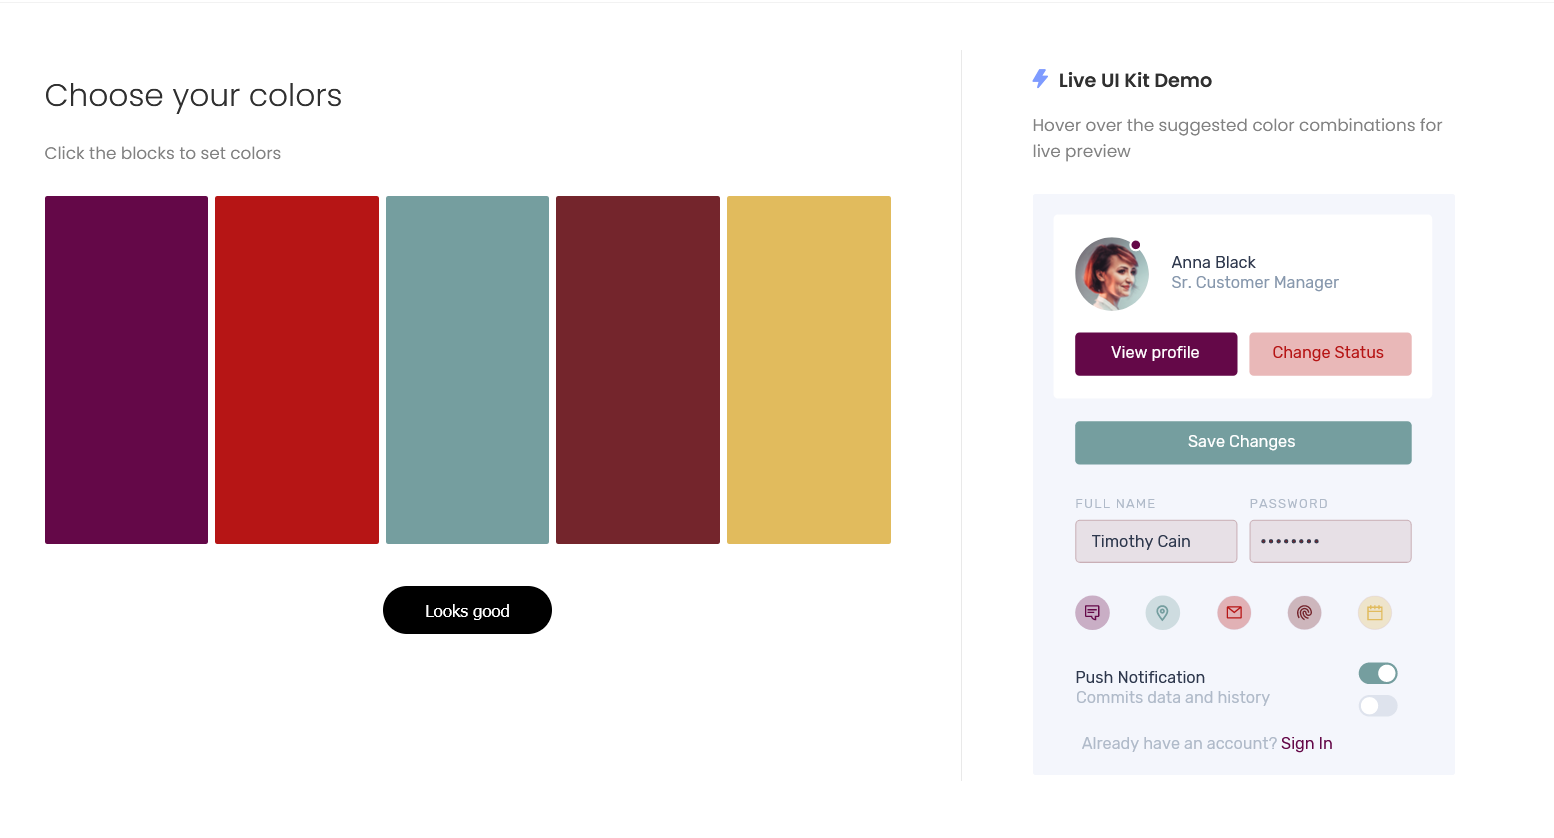 Choose your colors
Click the blocks to set colors
Looks good
Live UI Kit Demo
Hover over the suggested color combinations for
live preview
Anna Black
Sr. Customer Manager
View profile
Change Status
Save Changes
FULL NAME
PASSWORD
Timothy Cain
••••••••
Push Notification
Commits data and history
Already have an account? Sign In